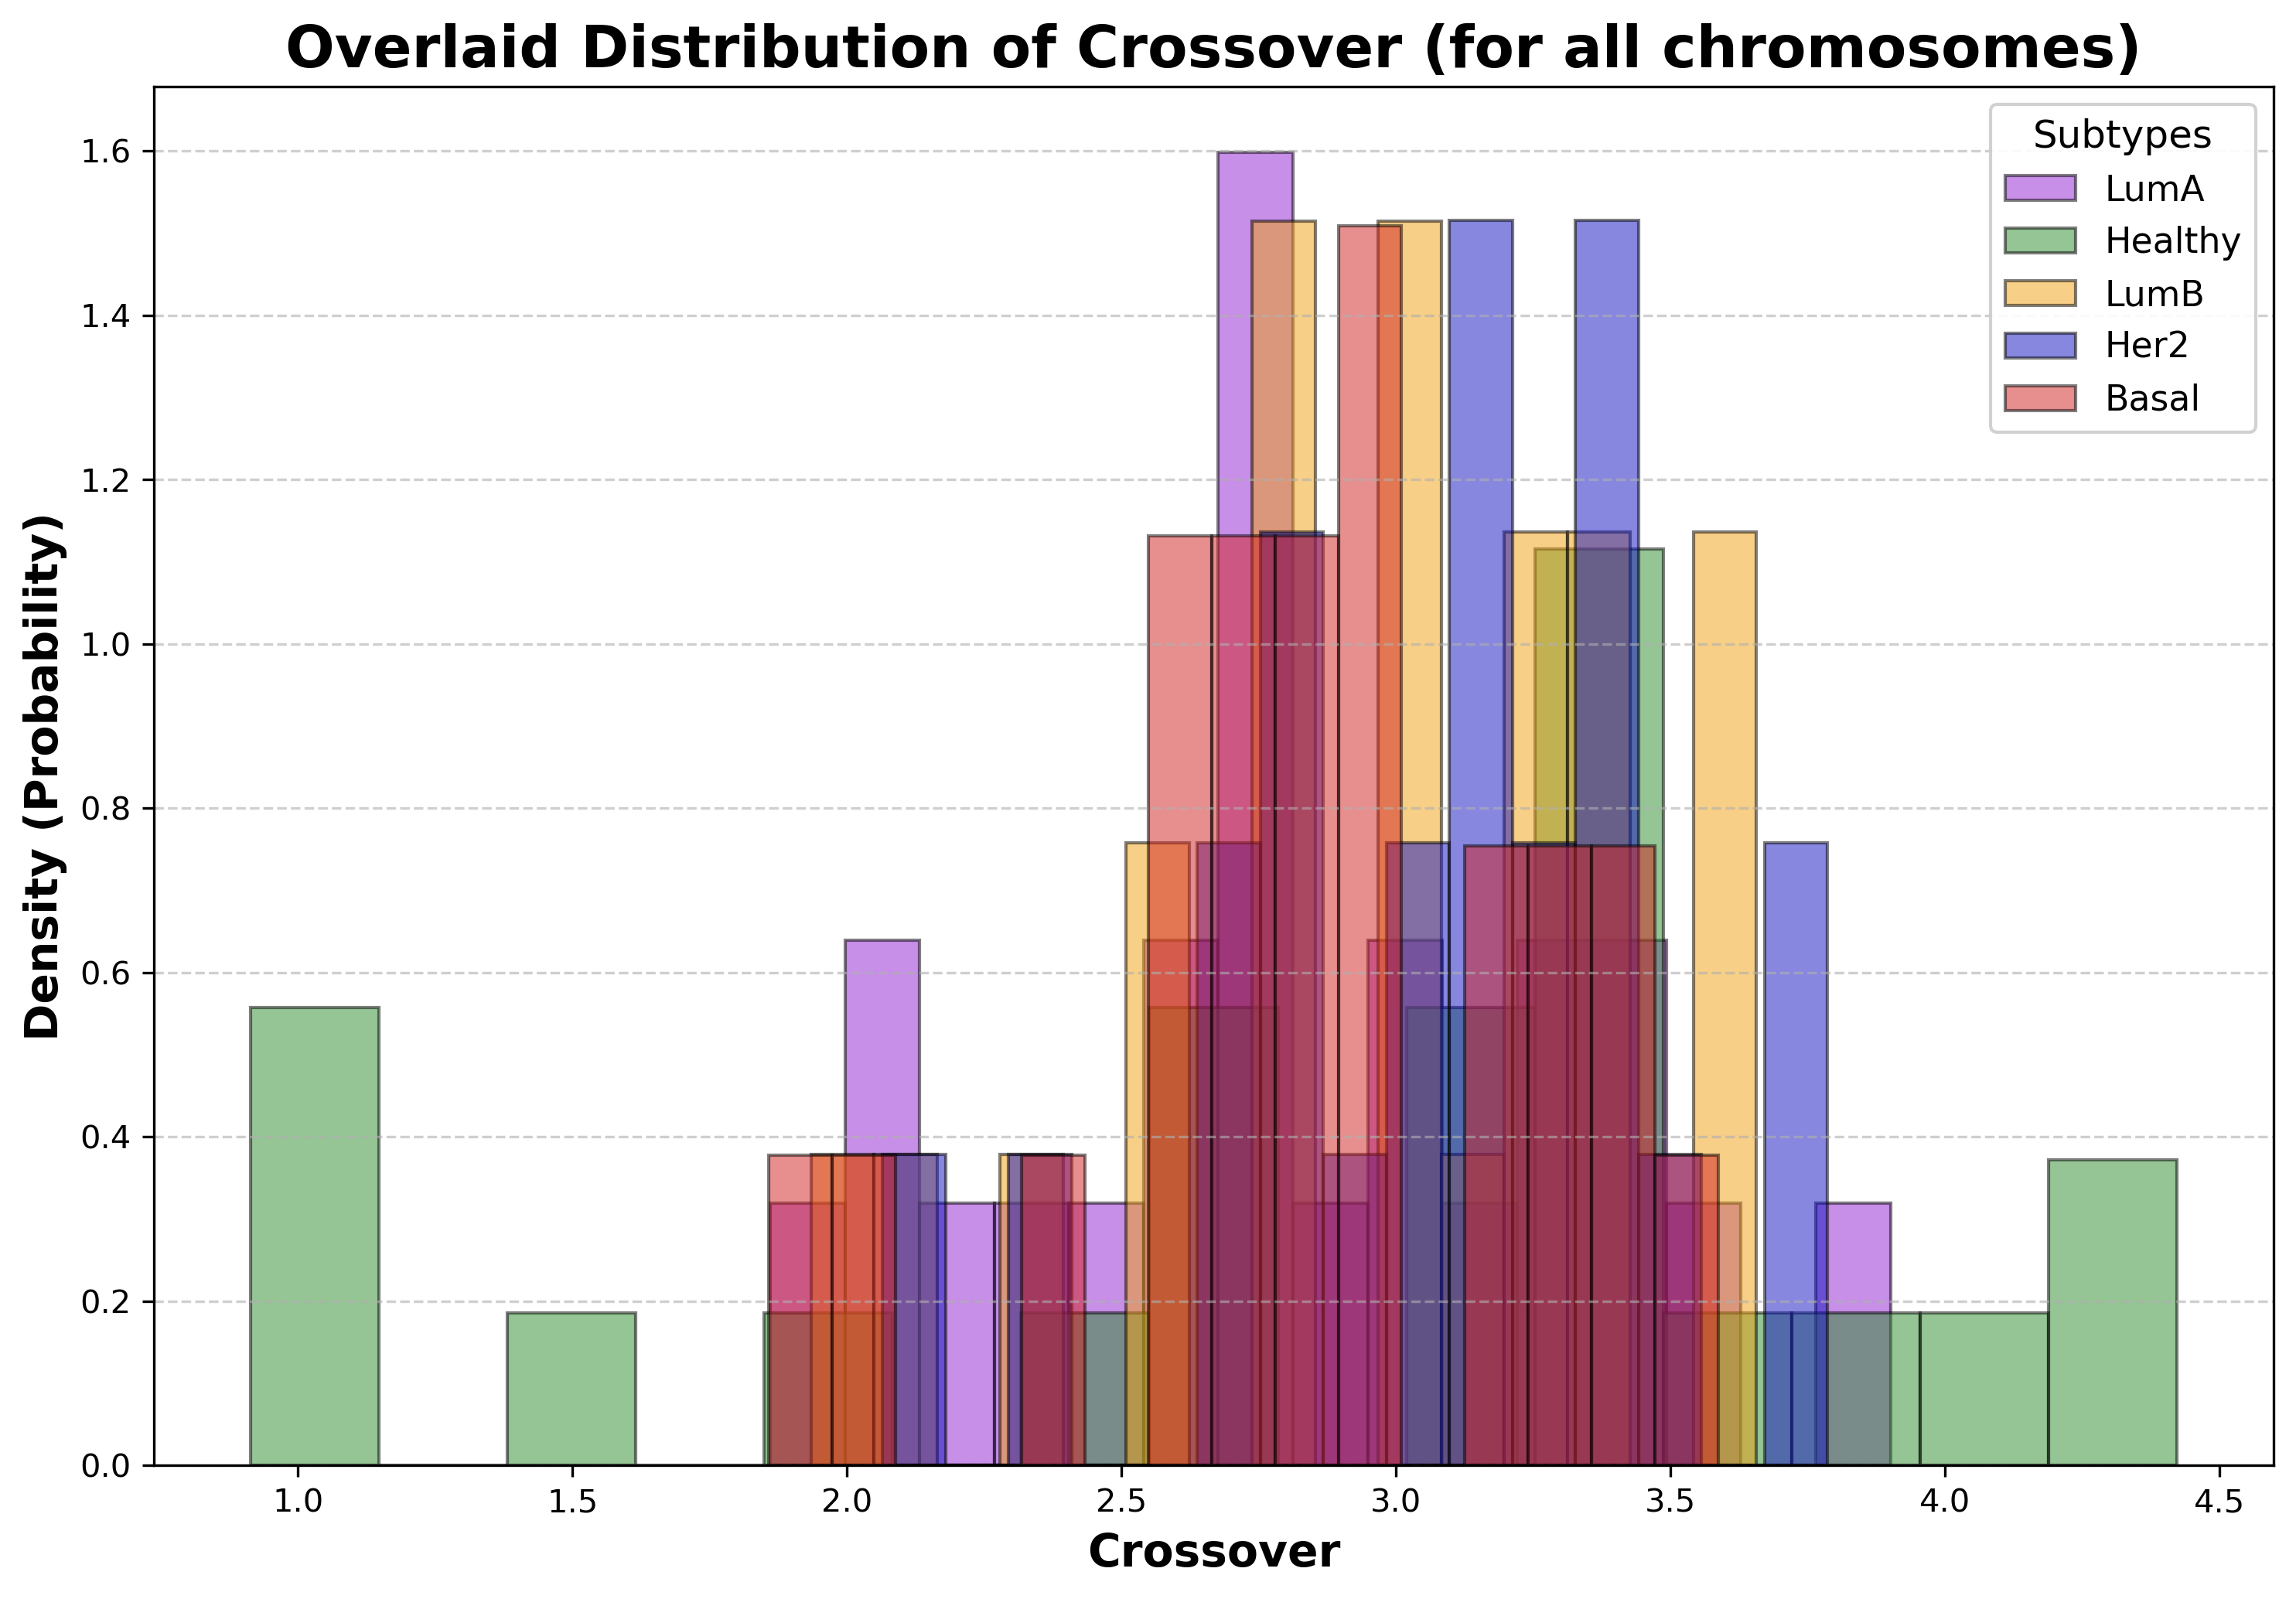 Overlaid Distribution of Crossover (for all chromosomes)
Subtypes
LumA
Healthy
LumB
Her2
Basal
Density (Probability)
1.6
1.4
1.2
1.0
0.8
0.6
0.4
0.2
0.0
1.0 1.5 2.0 2.5 3.0 3.5 4.0 4.5
Crossover